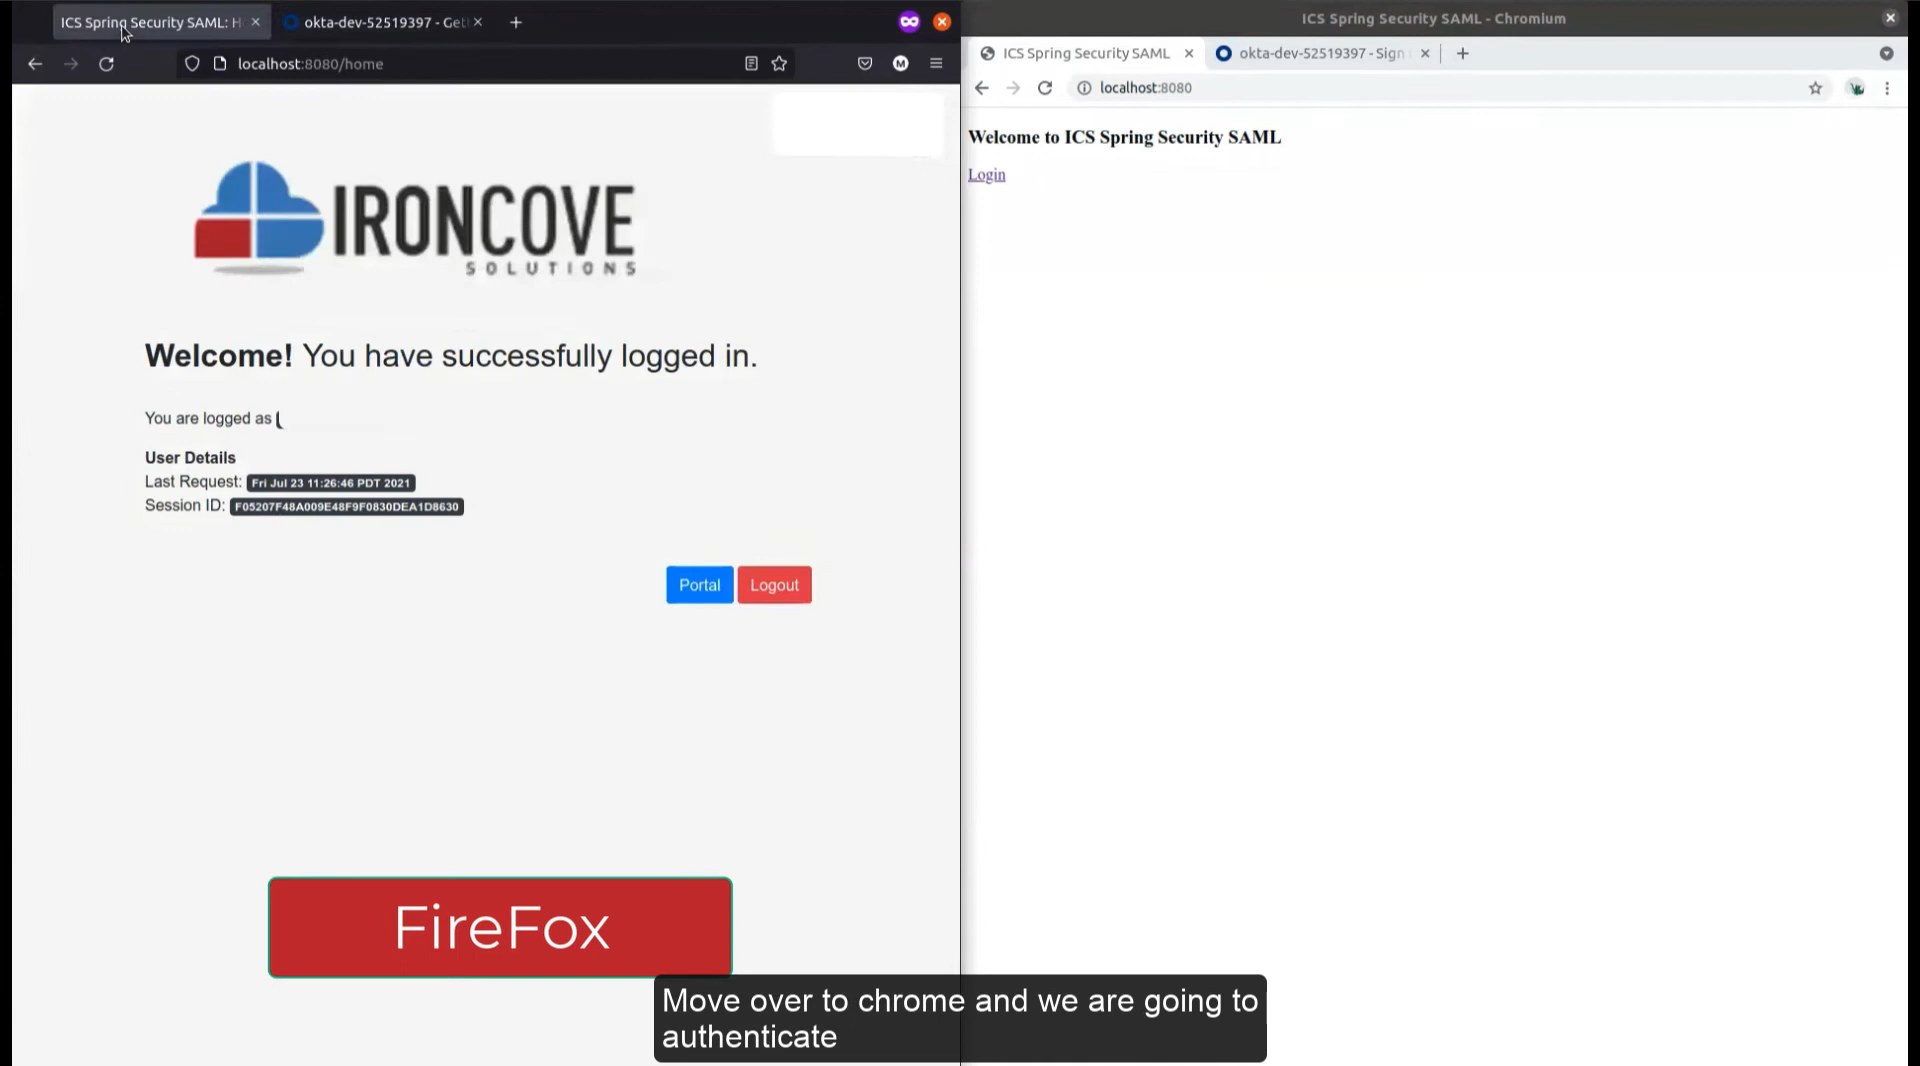 ICS Spring Security SAML: H
okta-dev-52519397 - Get
localhost:8080/home
M
IRONCOVE
SOLUTIONS
Welcome! You have successfully logged in.
You are logged as
User Details
Last Request: Fri Jul 23 11:26:46 PDT 2021
Session ID: F05207F48A009E48F9F0830DEA1D8630
Portal
Logout
FireFox
ICS Spring Security SAML - Chromium
ICS Spring Security SAML
okta-dev-52519397 - Sign
localhost:8080
Welcome to ICS Spring Security SAML
Login
Move over to chrome and we are going to
authenticate